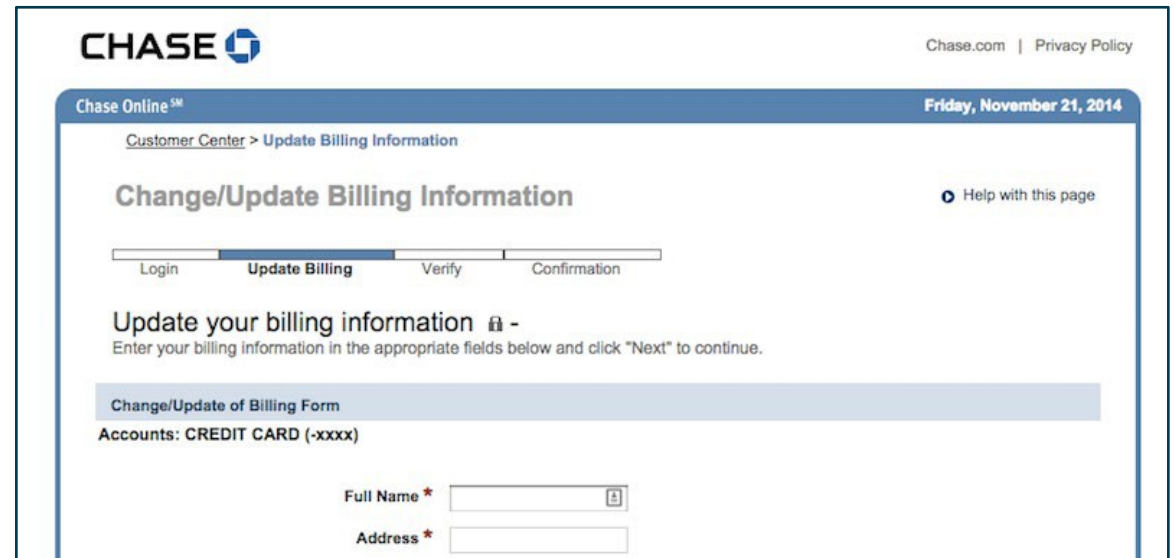 CHASE
Chase.com | Privacy Policy
Chase Online℠ Friday, November 21, 2014
Customer Center > Update Billing Information
Change/Update Billing Information
Help with this page
Login Update Billing Verify Confirmation
Update your billing information -
Enter your billing information in the appropriate fields below and click "Next" to continue.
Change/Update of Billing Form
Accounts: CREDIT CARD (-xxxx)
Full Name *
Address *